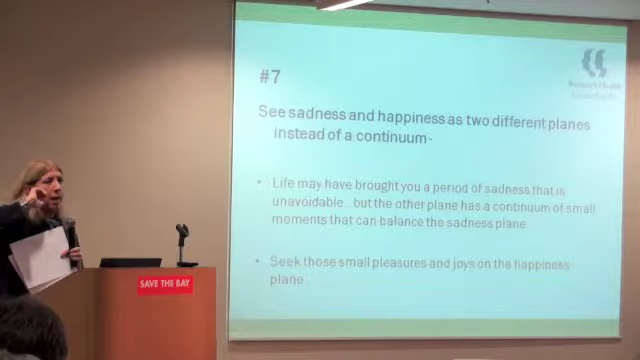 #7
See sadness and happiness as two different planes
instead of a continuum-
• Life may have brought you a period of sadness that is
unavoidable...but the other plane has a continuum of small
moments that can balance the sadness plane
• Seek those small pleasures and joys on the happiness
plane
SAVE THE BAY